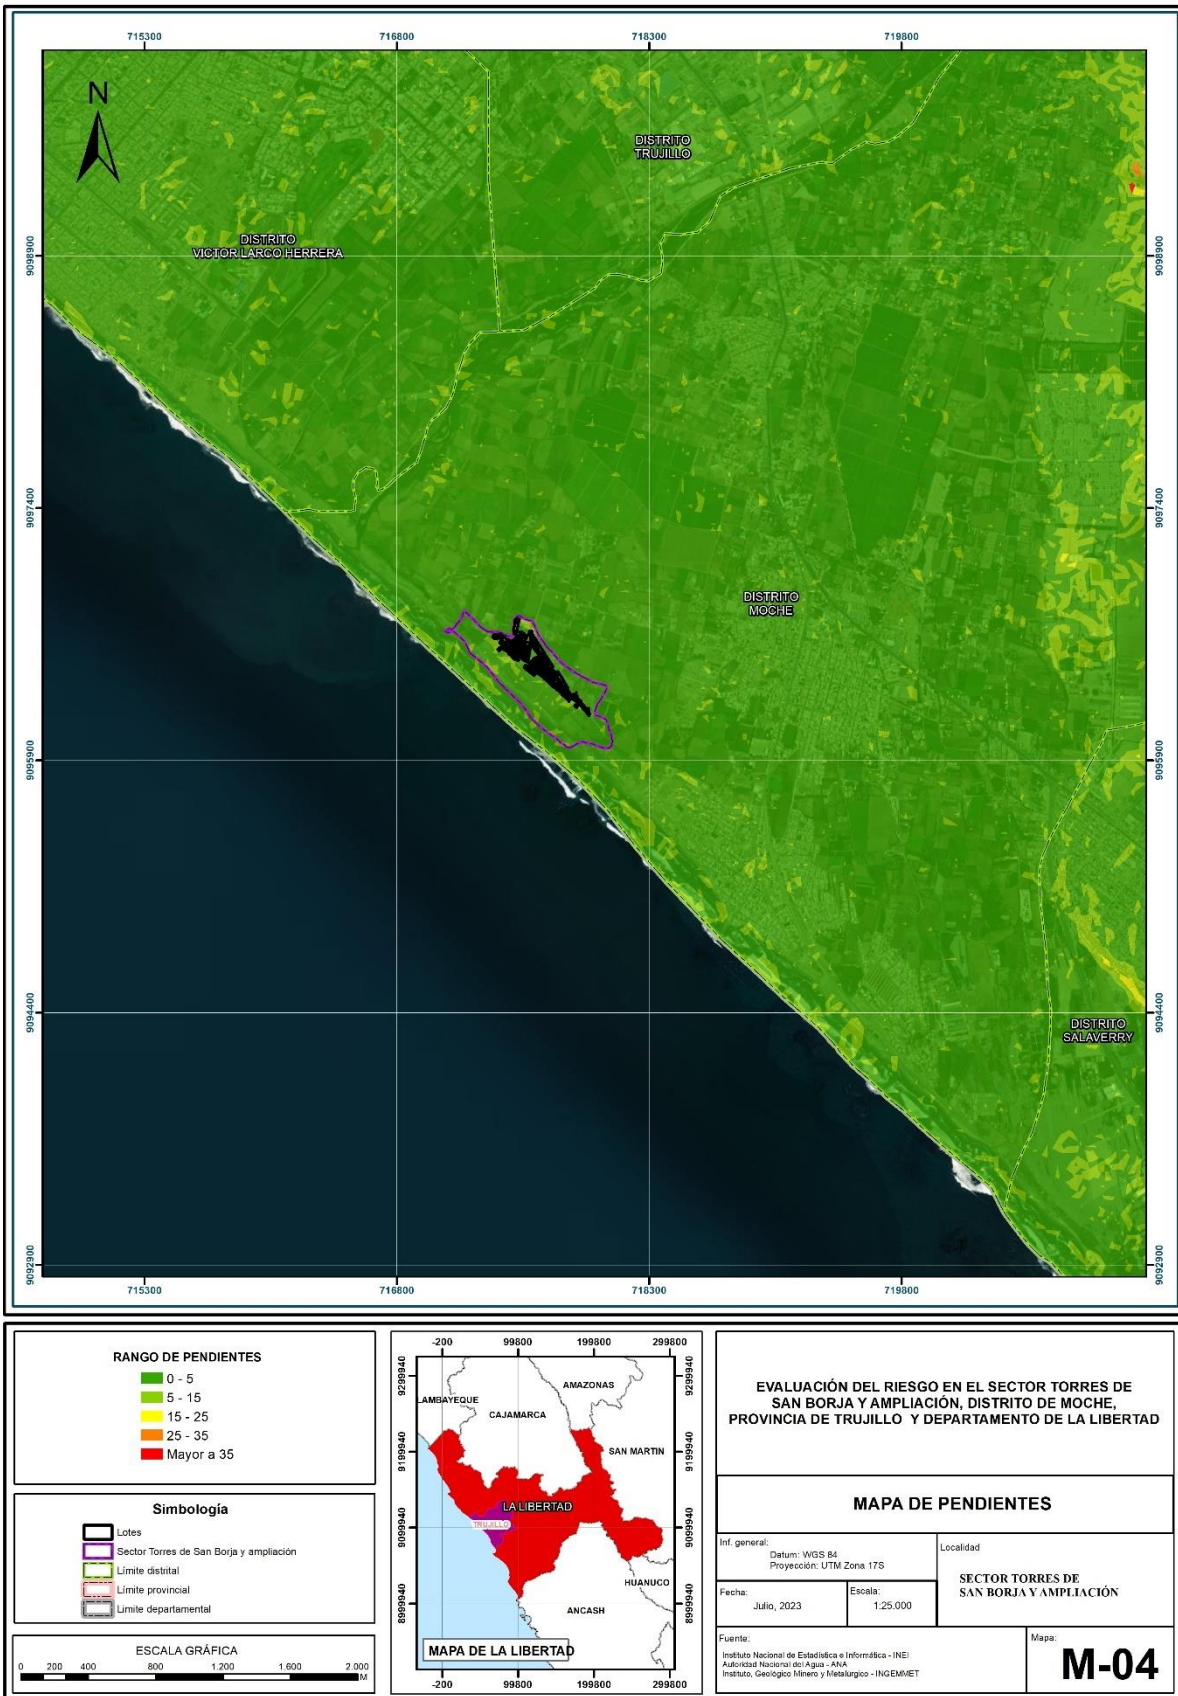 715300
716800
718300
719800
N
DISTRITO
TRUJILLO
DISTRITO
VICTOR LARCO HERRERA
9098900
9098900
9097400
9097400
DISTRITO
MOCHE
9095900
9095900
9094400
9094400
DISTRITO
SALAVERRY
9092900
9092900
715300
716800
718300
719800
RANGO DE PENDIENTES
0 - 5
5 - 15
15 - 25
25 - 35
Mayor a 35
Simbología
Lotes
Sector Torres de San Borja y ampliación
Límite distrital
Límite provincial
Límite departamental
ESCALA GRÁFICA
0 200 400 800 1.200 1.600 2.000
M
-200 99800 199800 299800
9299940
9299940
LAMBAYEQUE
AMAZONAS
CAJAMARCA
9199940
SAN MARTIN
9199940
LA LIBERTAD
TRUJILLO
9099940
9099940
HUANUCO
8999940
ANCASH
8999940
MAPA DE LA LIBERTAD
-200 99800 199800 299800
EVALUACIÓN DEL RIESGO EN EL SECTOR TORRES DE
SAN BORJA Y AMPLIACIÓN, DISTRITO DE MOCHE,
PROVINCIA DE TRUJILLO Y DEPARTAMENTO DE LA LIBERTAD
MAPA DE PENDIENTES
Inf. general:
Datum: WGS 84
Proyección: UTM Zona 17S
Localidad
SECTOR TORRES DE
SAN BORJA Y AMPLIACIÓN
Fecha:
Julio, 2023
Escala:
1:25.000
Fuente:
Instituto Nacional de Estadística e Informática - INEI
Autoridad Nacional del Agua - ANA
Instituto, Geológico Minero y Metalúrgico - INGEMMET
Mapa:
M-04